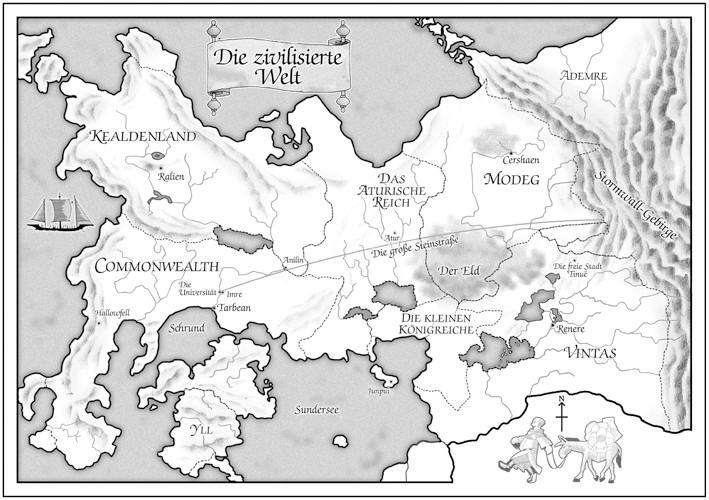 Die zivilisierte
Welt
ADEMRE
KEALDENLAND
Ralien
DAS
ATURISCHE
REICH
Cershaen
MODEG
Stormwall-Gebirge
Atur
Die große Steinstraße
Der Eld
Anilin
COMMONWEALTH
Die
Universität
Imre
Tarbean
Hallowfell
Schrund
Die freie Stadt
Tinuë
DIE KLEINEN
KÖNIGREICHE
Renere
VINTAS
Junpui
YLL
Sundersee
N